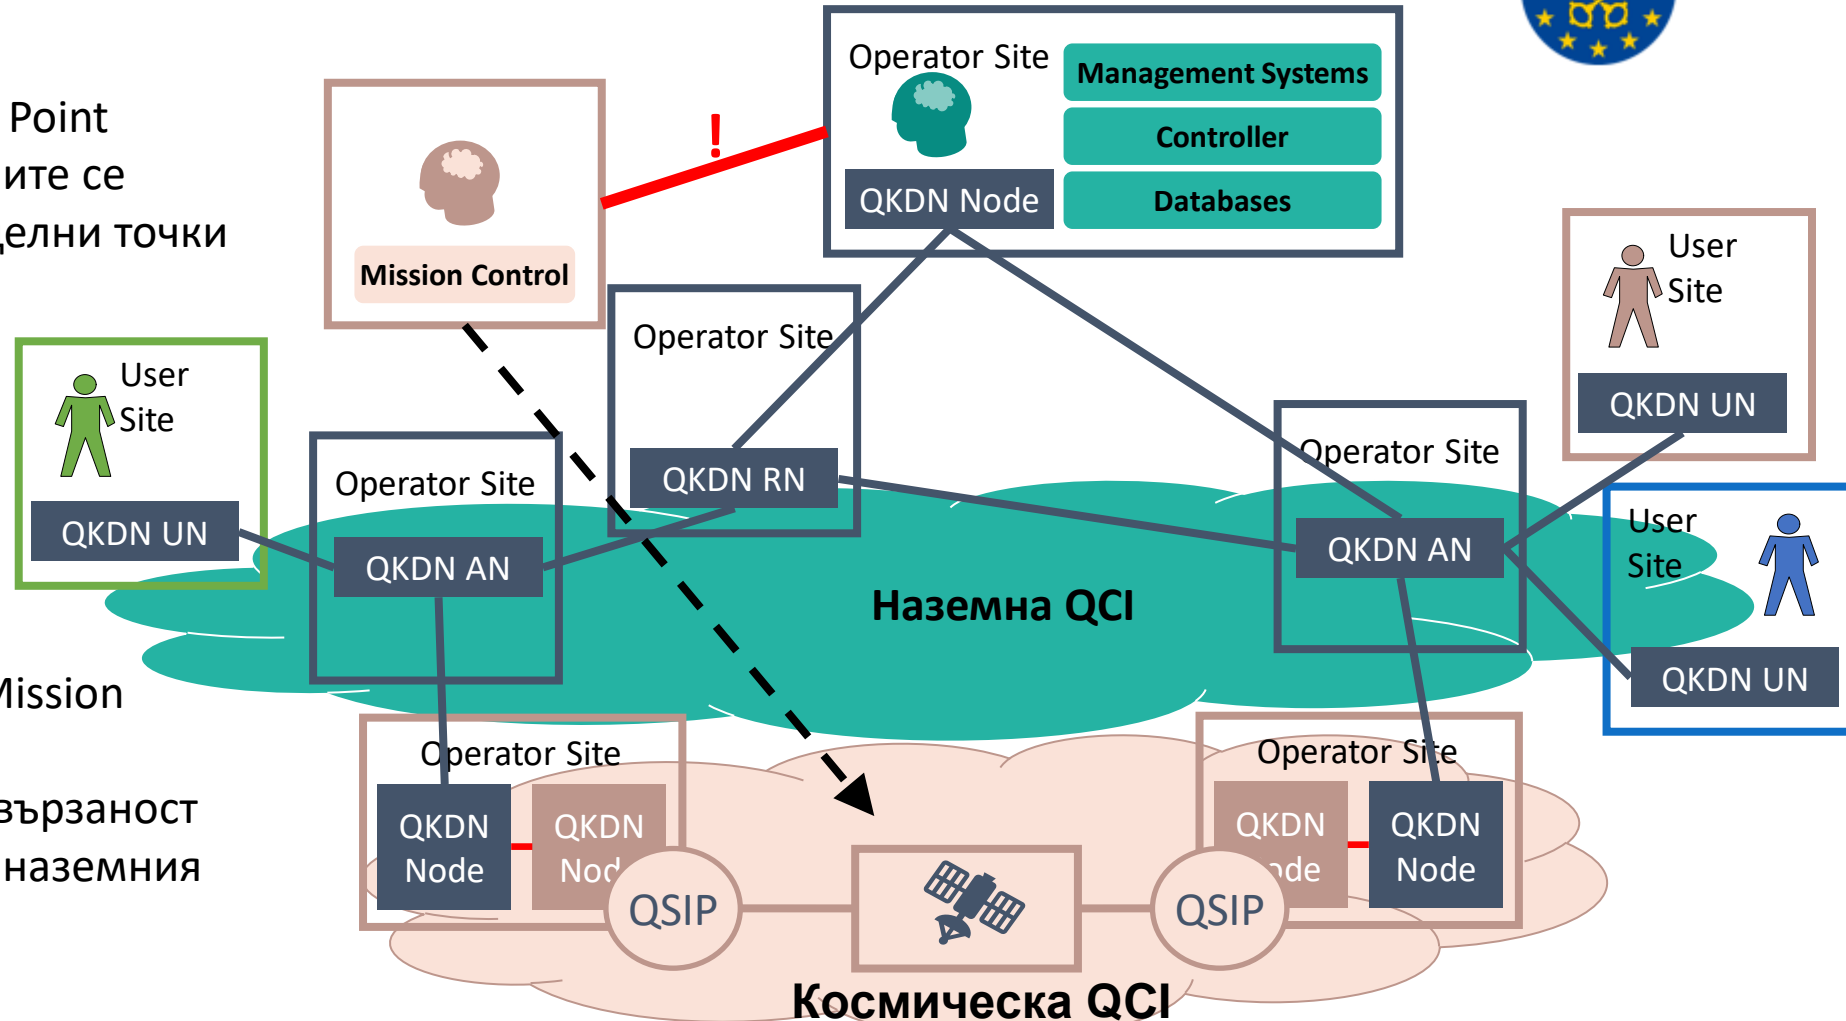 Point
ите се
елни точки
Mission
вързаност
наземния
Operator Site
Management Systems
Controller
Databases
QKDN Node
!
Mission Control
Operator Site
QKDN RN
User
Site
QKDN UN
Operator Site
QKDN AN
Operator Site
QKDN AN
User
Site
QKDN UN
User
Site
QKDN UN
Наземна QCI
Operator Site
QKDN
Node
QKDN
QSIP
Operator Site
QKDN
QKDN
Node
QSIP
Космическа QCI